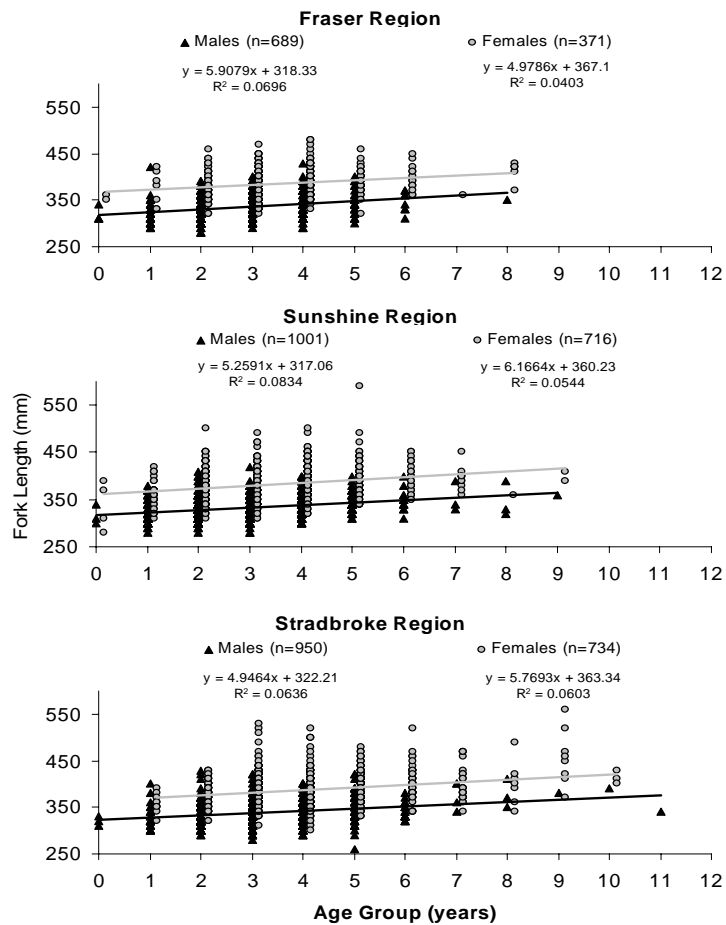 Fraser Region
Males (n=689) Females (n=371)
y = 5.9079x + 318.33 y = 4.9786x + 367.1
R² = 0.0696 R² = 0.0403
550
450
350
250
0 1 2 3 4 5 6 7 8 9 10 11 12
Sunshine Region
Males (n=1001) Females (n=716)
y = 5.2591x + 317.06 y = 6.1664x + 360.23
R² = 0.0834 R² = 0.0544
Fork Length (mm)
550
450
350
250
0 1 2 3 4 5 6 7 8 9 10 11 12
Stradbroke Region
Males (n=950) Females (n=734)
y = 4.9464x + 322.21 y = 5.7693x + 363.34
R² = 0.0636 R² = 0.0603
550
450
350
250
0 1 2 3 4 5 6 7 8 9 10 11 12
Age Group (years)